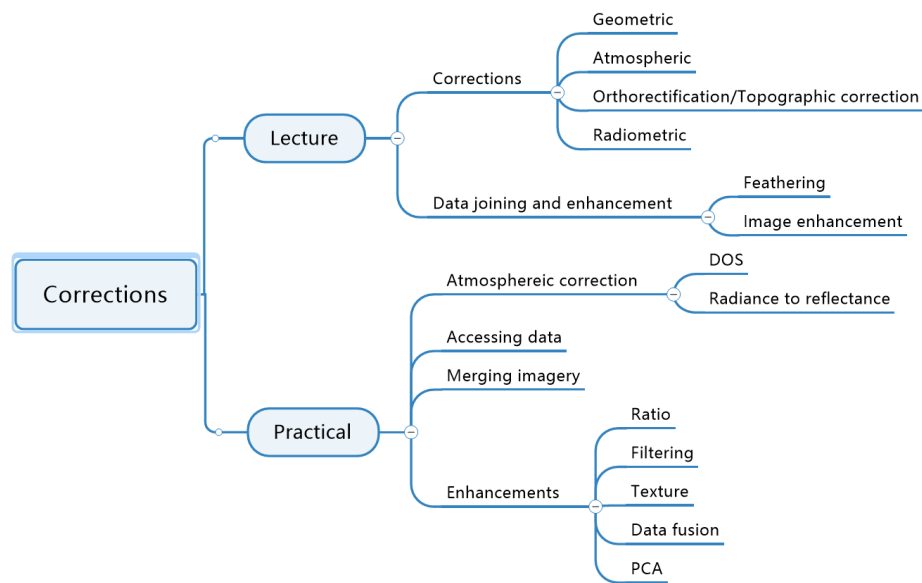 Corrections
Lecture
Corrections
Geometric
Atmospheric
Orthorectification/Topographic correction
Radiometric
Data joining and enhancement
Feathering
Image enhancement
Practical
Atmosphereic correction
DOS
Radiance to reflectance
Accessing data
Merging imagery
Enhancements
Ratio
Filtering
Texture
Data fusion
PCA